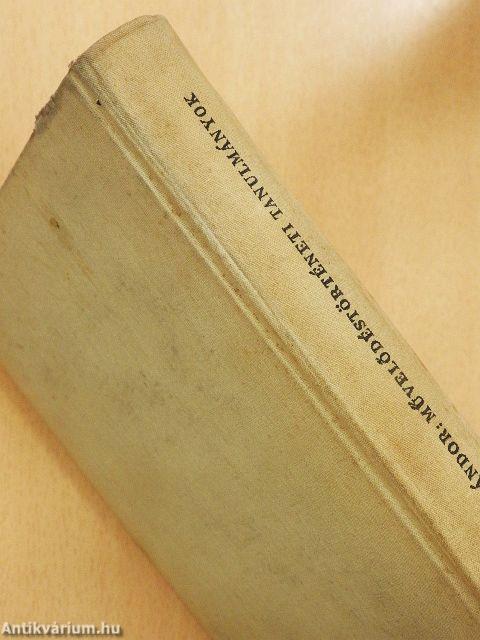 ÁNDOR: MŰVELŐDÉSTÖRTÉNETI TANULMÁNYOK
Antikvárium.hu